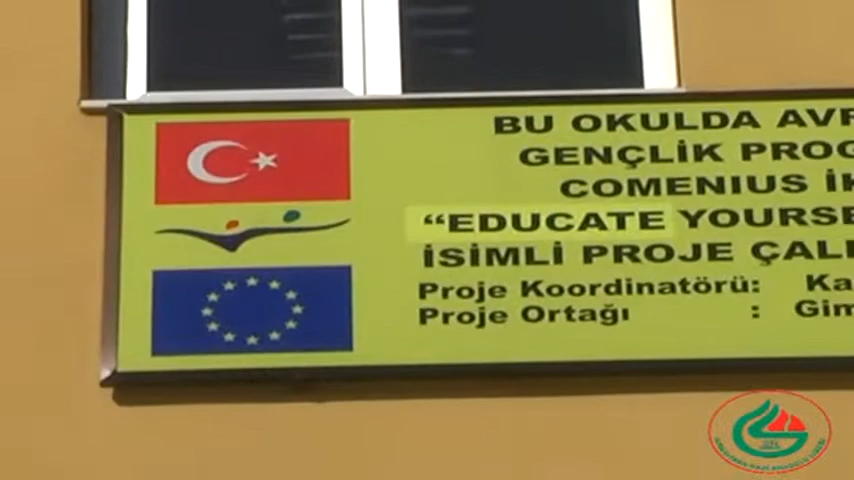 BU OKULDA AVR
GENÇLİK PROG
COMENIUS İK
“EDUCATE YOURSE
İSİMLİ PROJE ÇAL
Proje Koordinatörü: Ka
Proje Ortağı : Gim